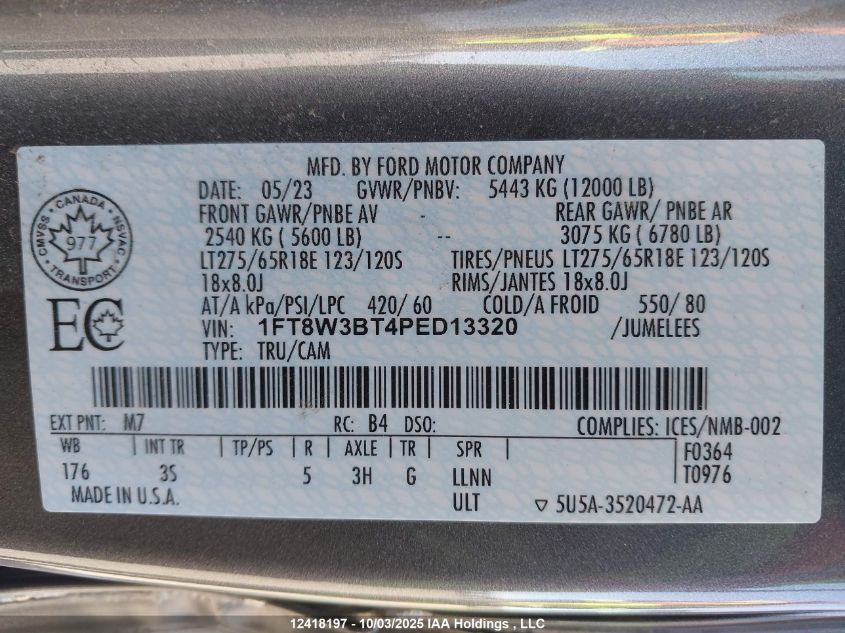 MFD. BY FORD MOTOR COMPANY
DATE: 05/23 GVWR/PNBV: 5443 KG (12000 LB)
FRONT GAWR/PNBE AV - REAR GAWR/ PNBE AR
2540 KG ( 5600 LB) -- 3075 KG ( 6780 LB)
LT275/65R18E 123/120S TIRES/PNEUS LT275/65R18E 123/120S
18x8.0J RIMS/JANTES 18x8.0J
AT/A kPa/PSI/LPC 420/ 60 COLD/A FROID 550/ 80
VIN: 1FT8W3BT4PED13320 /JUMELEES
TYPE: TRU/CAM
CMVSS CANADA NSVAC
977
TRANSPORT
EC
EXT PNT: M7 RC: B4 DSO: COMPLIES: ICES/NMB-002
WB INT TR TP/PS R AXLE TR SPR F0364
176 3S 5 3H G LLNN T0976
MADE IN U.S.A. ULT ▽ 5U5A-3520472-AA
12418197 - 10/03/2025 IAA Holdings , LLC